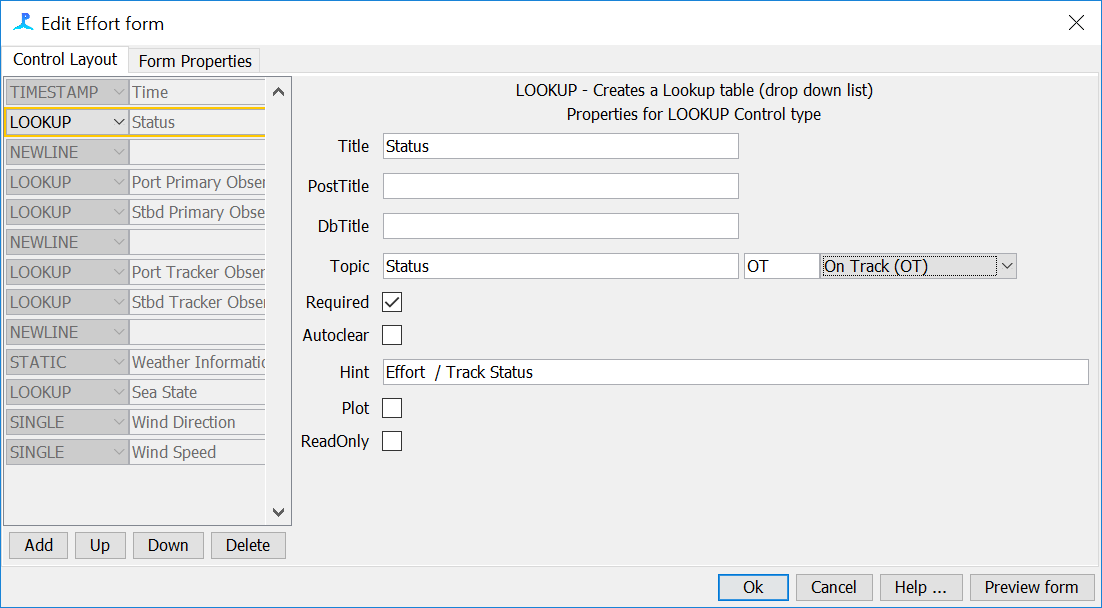 Edit Effort form
Control Layout Form Properties
TIMESTAMP Time
LOOKUP Status
NEWLINE
LOOKUP Port Primary Obser
LOOKUP Stbd Primary Obse
NEWLINE
LOOKUP Port Tracker Obser
LOOKUP Stbd Tracker Obse
NEWLINE
STATIC Weather Informatio
LOOKUP Sea State
SINGLE Wind Direction
SINGLE Wind Speed
Add Up Down Delete
LOOKUP - Creates a Lookup table (drop down list)
Properties for LOOKUP Control type
Title Status
PostTitle
DbTitle
Topic Status OT On Track (OT)
Required
Autoclear
Hint Effort / Track Status
Plot
ReadOnly
Ok Cancel Help ... Preview form